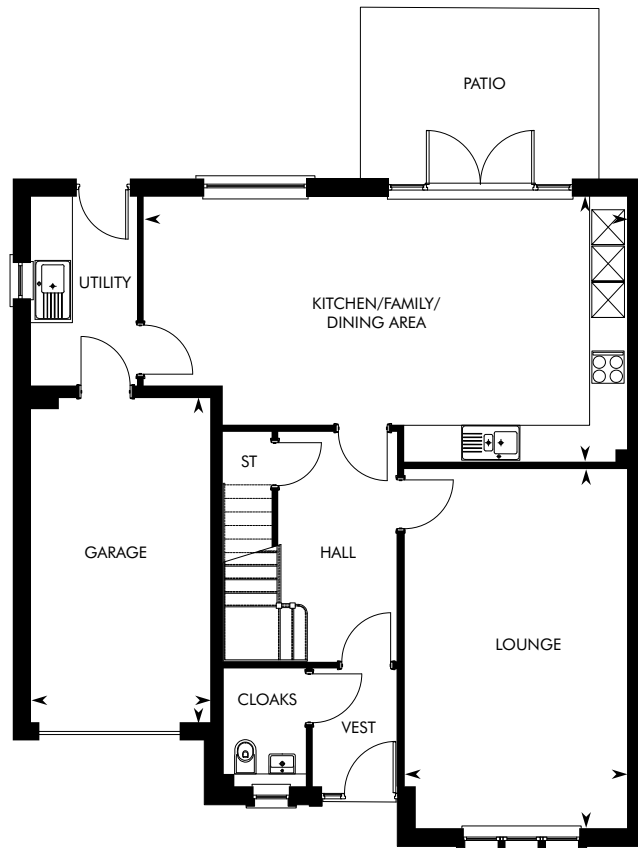 PATIO
UTILITY
KITCHEN/FAMILY/
DINING AREA
ST
GARAGE
HALL
LOUNGE
CLOAKS
VEST